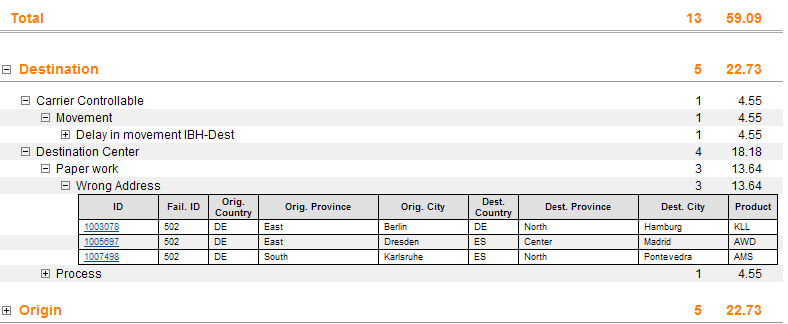 Total 13 59.09
Destination 5 22.73
Carrier Controllable 1 4.55
Movement 1 4.55
Delay in movement IBH-Dest 1 4.55
Destination Center 4 18.18
Paper work 3 13.64
Wrong Address 3 13.64
ID Fail. ID Orig. Country Orig. Province Orig. City Dest. Country Dest. Province Dest. City Product
1003078 502 DE East Berlin DE North Hamburg KLL
1005697 502 DE East Dresden ES Center Madrid AWD
1007498 502 DE South Karlsruhe ES North Pontevedra AMS
Process 1 4.55
Origin 5 22.73